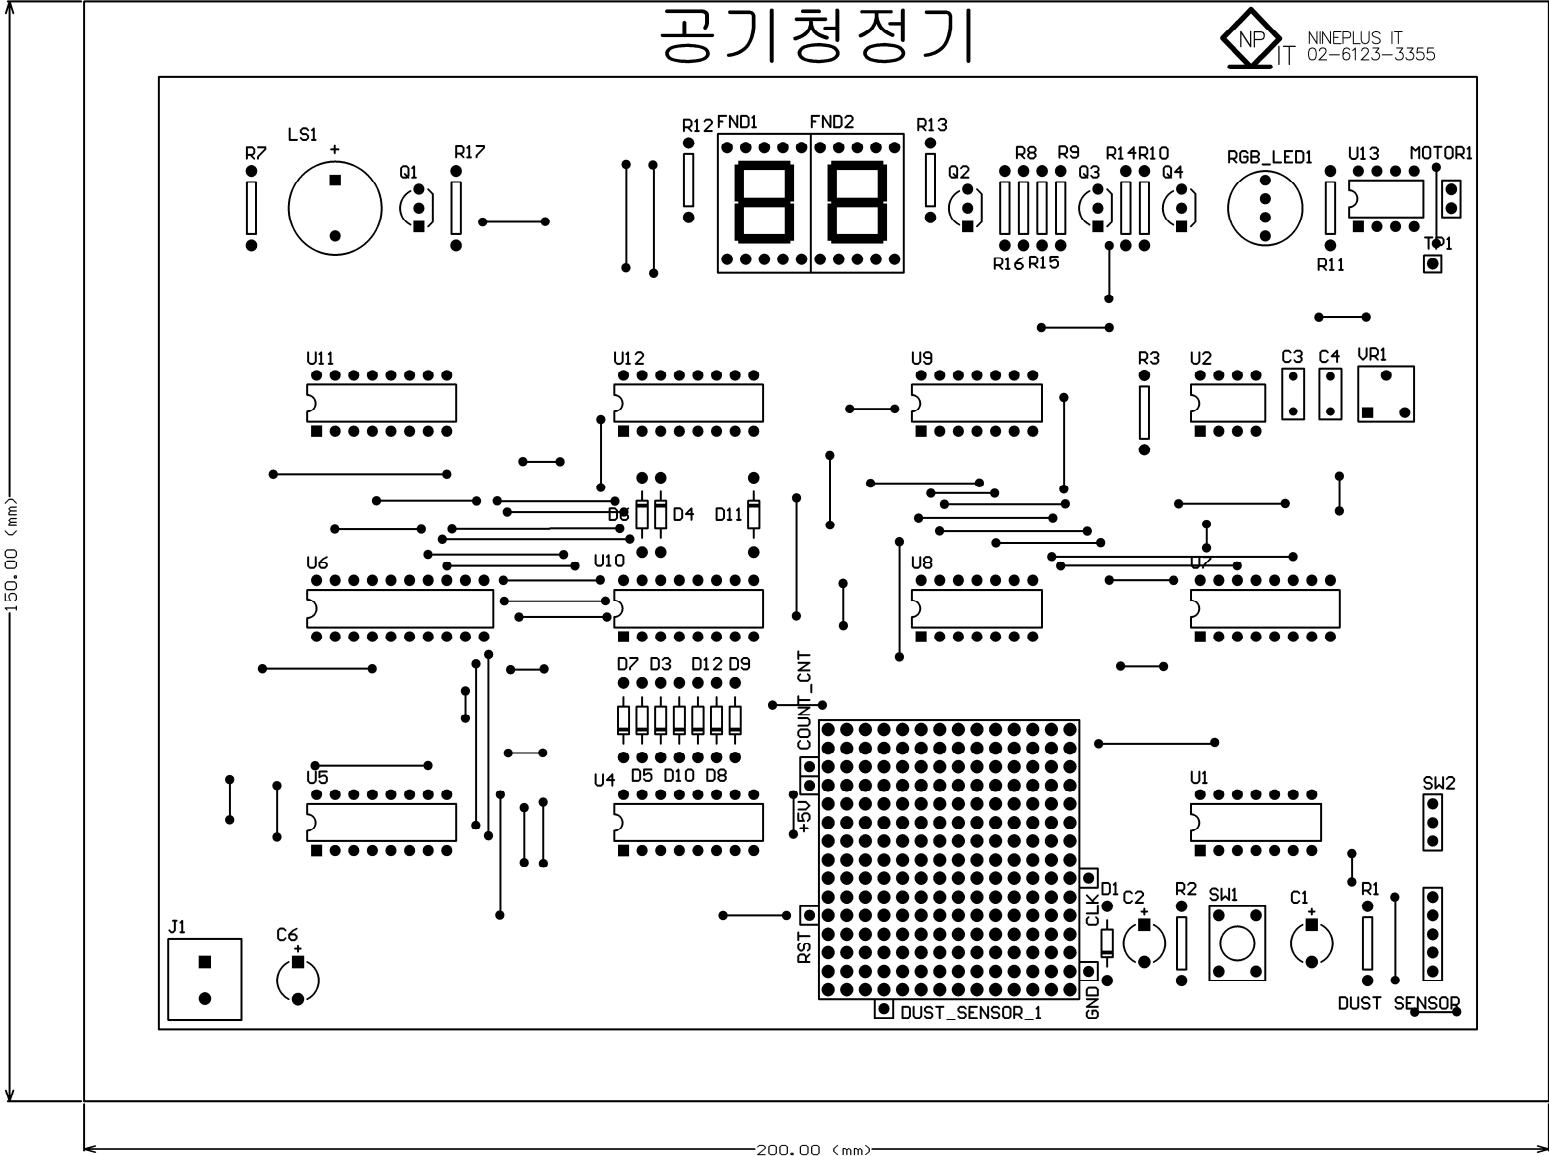 공기청정기
NP
IT
NINEPLUS IT
02-6123-3355
R12 FND1 FND2 R13
LS1
R7 R17 R8 R9 R14 R10 RGB_LED1 U13 MOTOR1
Q1 Q2 Q3 Q4
TP1
R16 R15 R11
U11 U12 U9 R3 U2 C3 C4 VR1
D4 D11
U6 U10 U8
D7 D3 D12 D9
COUNT_CNT
U5 U4 D5 D10 D8 U1 SW2
+5V
D1 C2 R2 SW1 C1 R1
CLK
J1 C6
RST
GND
DUST_SENSOR_1
DUST SENSOR
150.00 (mm)
200.00 (mm)